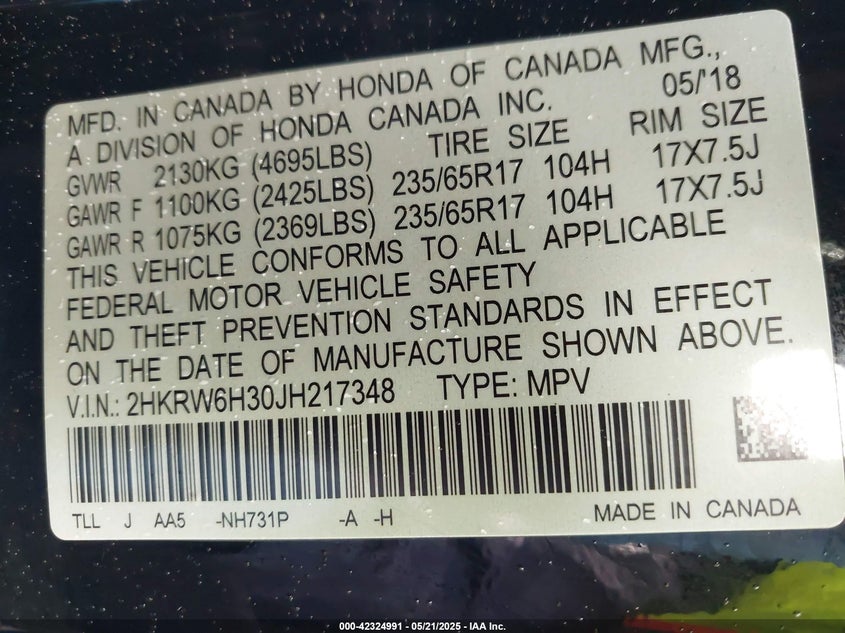 MFD. IN CANADA BY HONDA OF CANADA MFG.,
A DIVISION OF HONDA CANADA INC. 05/'18
GVWR 2130KG (4695LBS) TIRE SIZE RIM SIZE
GAWR F 1100KG (2425LBS) 235/65R17 104H 17X7.5J
GAWR R 1075KG (2369LBS) 235/65R17 104H 17X7.5J
THIS VEHICLE CONFORMS TO ALL APPLICABLE
FEDERAL MOTOR VEHICLE SAFETY
AND THEFT PREVENTION STANDARDS IN EFFECT
ON THE DATE OF MANUFACTURE SHOWN ABOVE.
V.I.N.: 2HKRW6H30JH217348 TYPE: MPV
TLL J AA5 -NH731P -A -H MADE IN CANADA
000-42324991 - 05/21/2025 - IAA Inc.